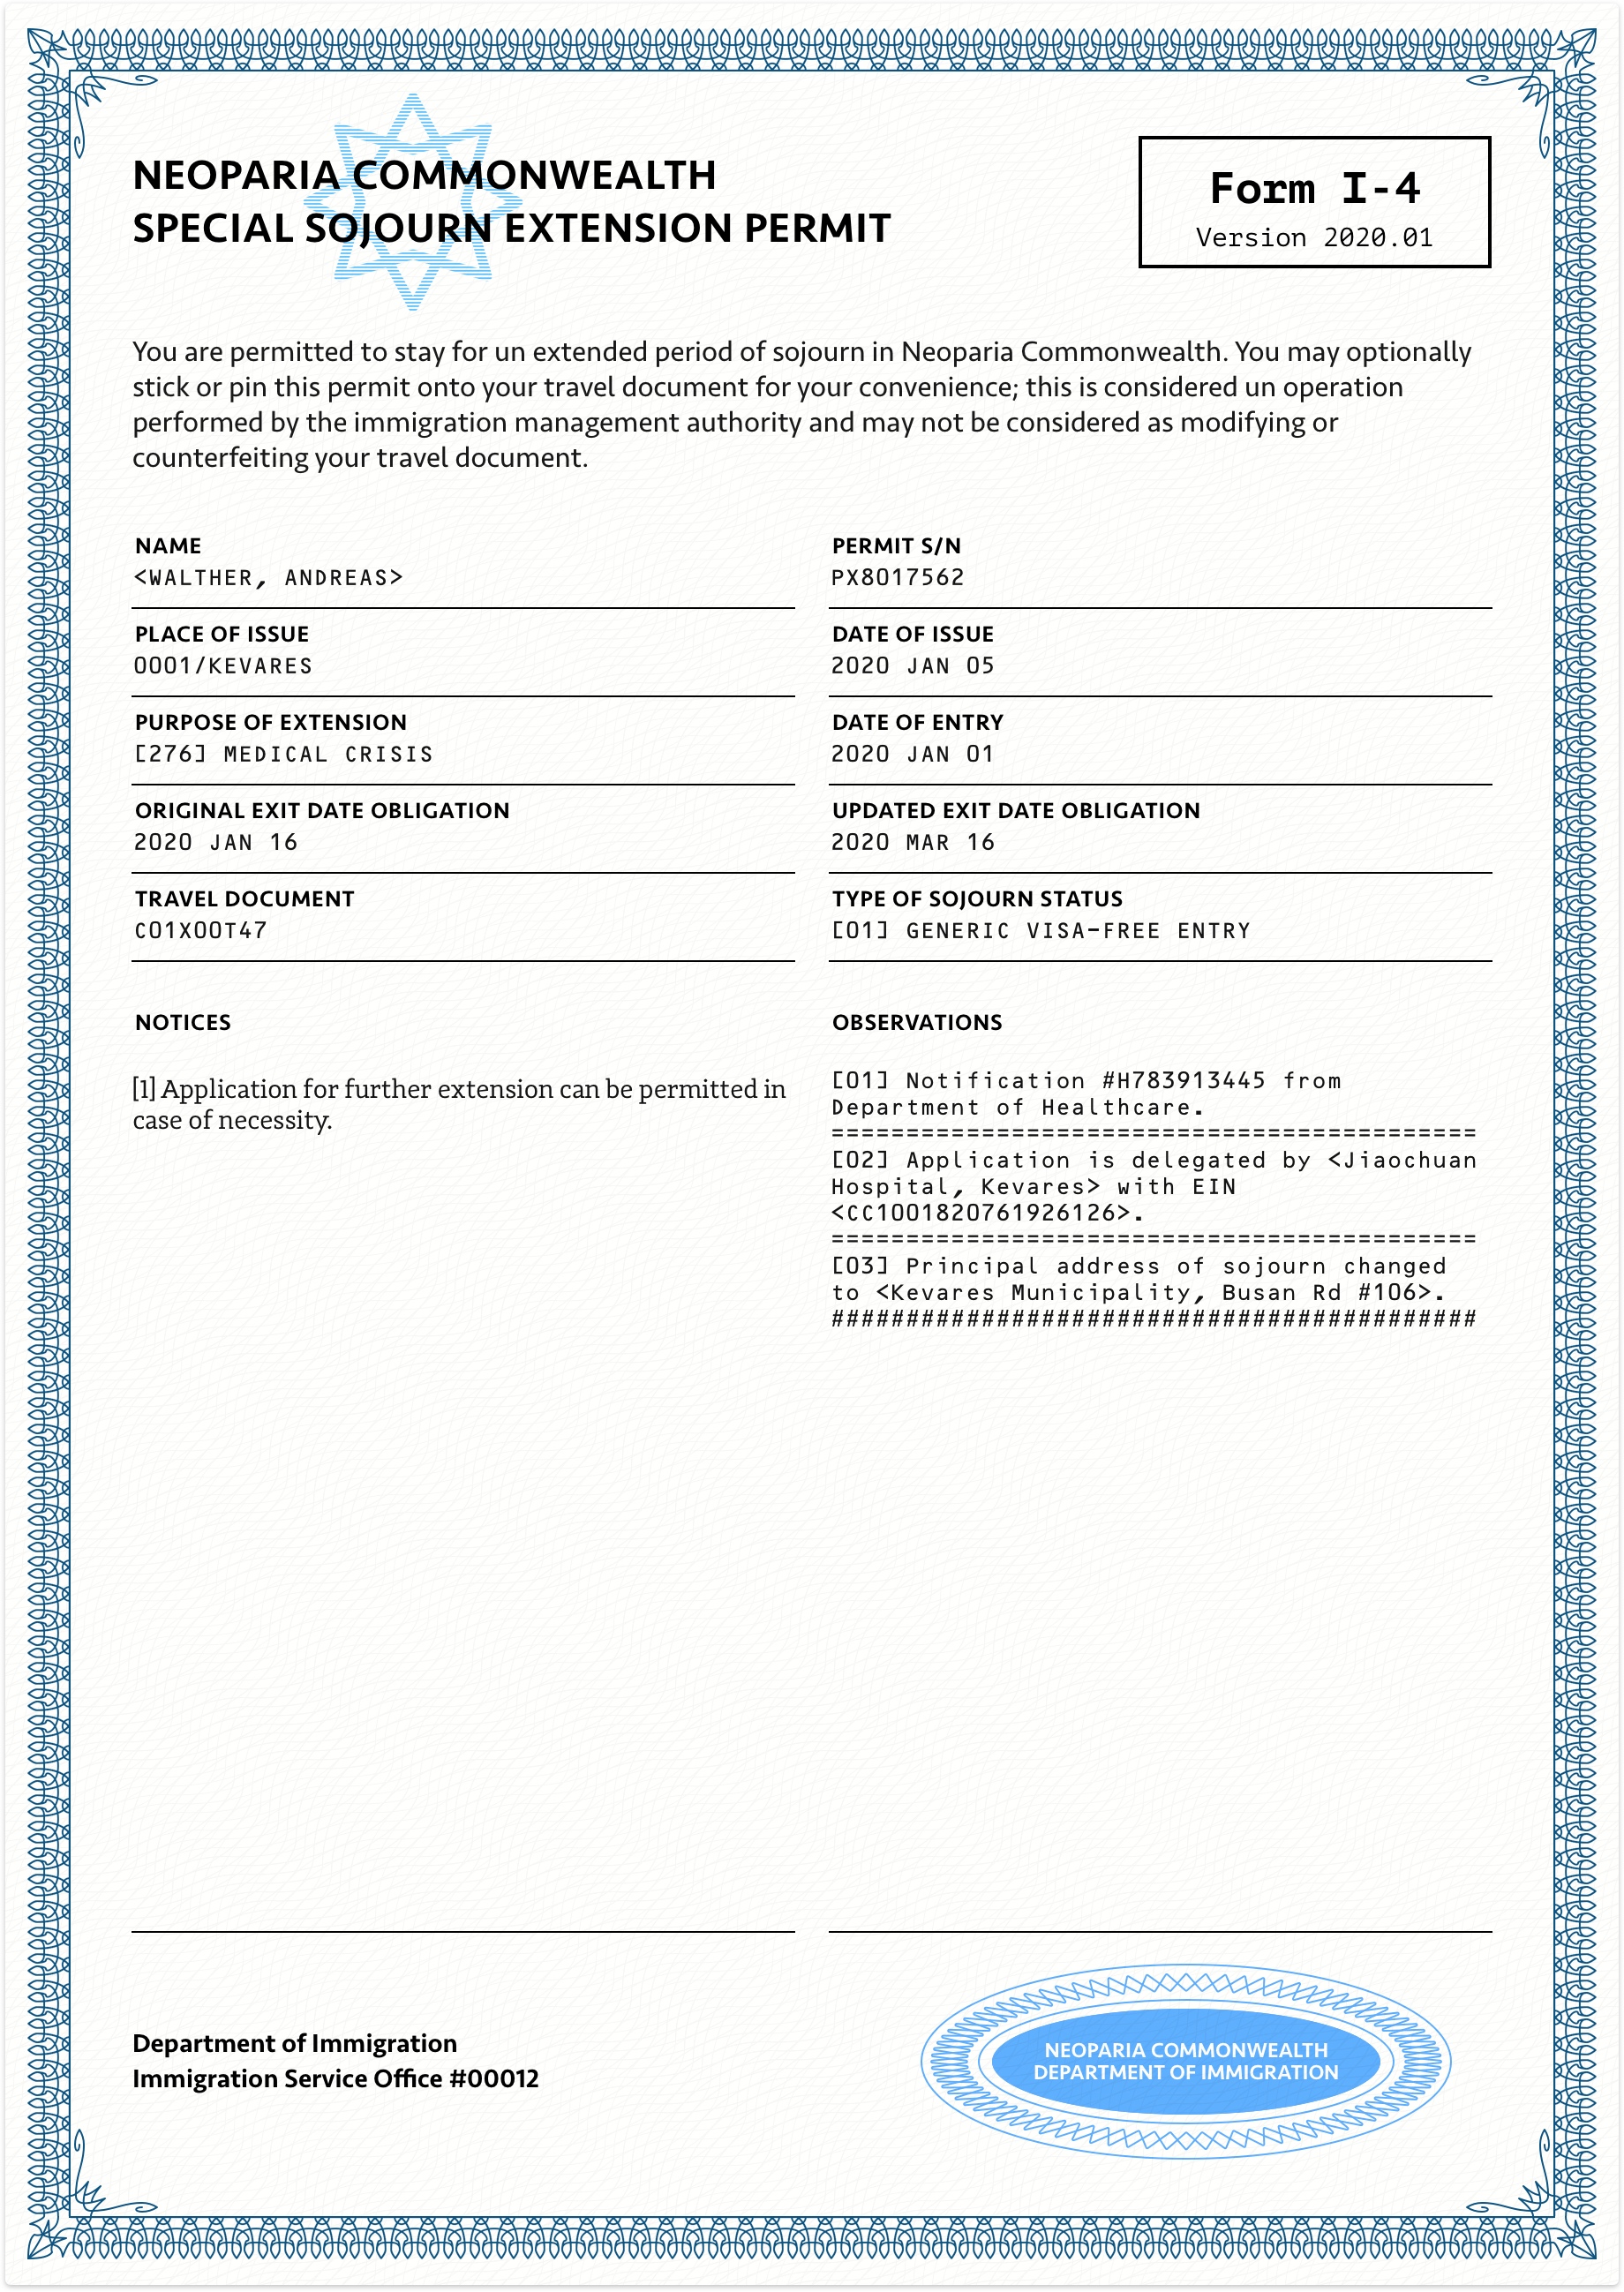 NEOPARIA COMMONWEALTH
SPECIAL SOJOURN EXTENSION PERMIT
Form I-4
Version 2020.01
You are permitted to stay for un extended period of sojourn in Neoparia Commonwealth. You may optionally
stick or pin this permit onto your travel document for your convenience; this is considered un operation
performed by the immigration management authority and may not be considered as modifying or
counterfeiting your travel document.
NAME
<WALTHER, ANDREAS>
PERMIT S/N
PX8017562
PLACE OF ISSUE
0001/KEVARES
DATE OF ISSUE
2020 JAN 05
PURPOSE OF EXTENSION
[276] MEDICAL CRISIS
DATE OF ENTRY
2020 JAN 01
ORIGINAL EXIT DATE OBLIGATION
2020 JAN 16
UPDATED EXIT DATE OBLIGATION
2020 MAR 16
TRAVEL DOCUMENT
C01X00T47
TYPE OF SOJOURN STATUS
[01] GENERIC VISA-FREE ENTRY
NOTICES
[1] Application for further extension can be permitted in
case of necessity.
OBSERVATIONS
[01] Notification #H783913445 from
Department of Healthcare.
===========================================
[02] Application is delegated by <Jiaochuan
Hospital, Kevares> with EIN
<CC1001820761926126>.
===========================================
[03] Principal address of sojourn changed
to <Kevares Municipality, Busan Rd #106>.
###########################################
Department of Immigration
Immigration Service Office #00012
NEOPARIA COMMONWEALTH
DEPARTMENT OF IMMIGRATION